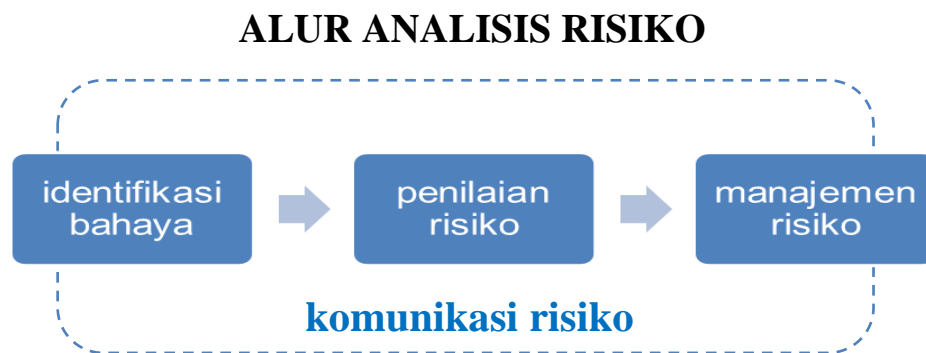 ALUR ANALISIS RISIKO
identifikasi
bahaya
penilaian
risiko
manajemen
risiko
komunikasi risiko